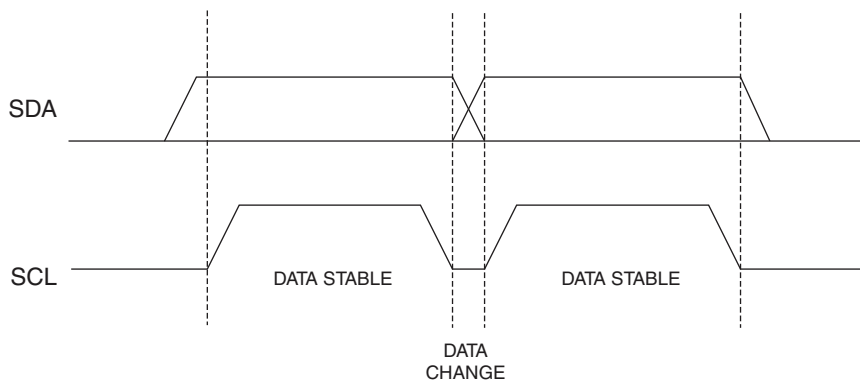 SDA
SCL
DATA STABLE
DATA STABLE
DATA
CHANGE